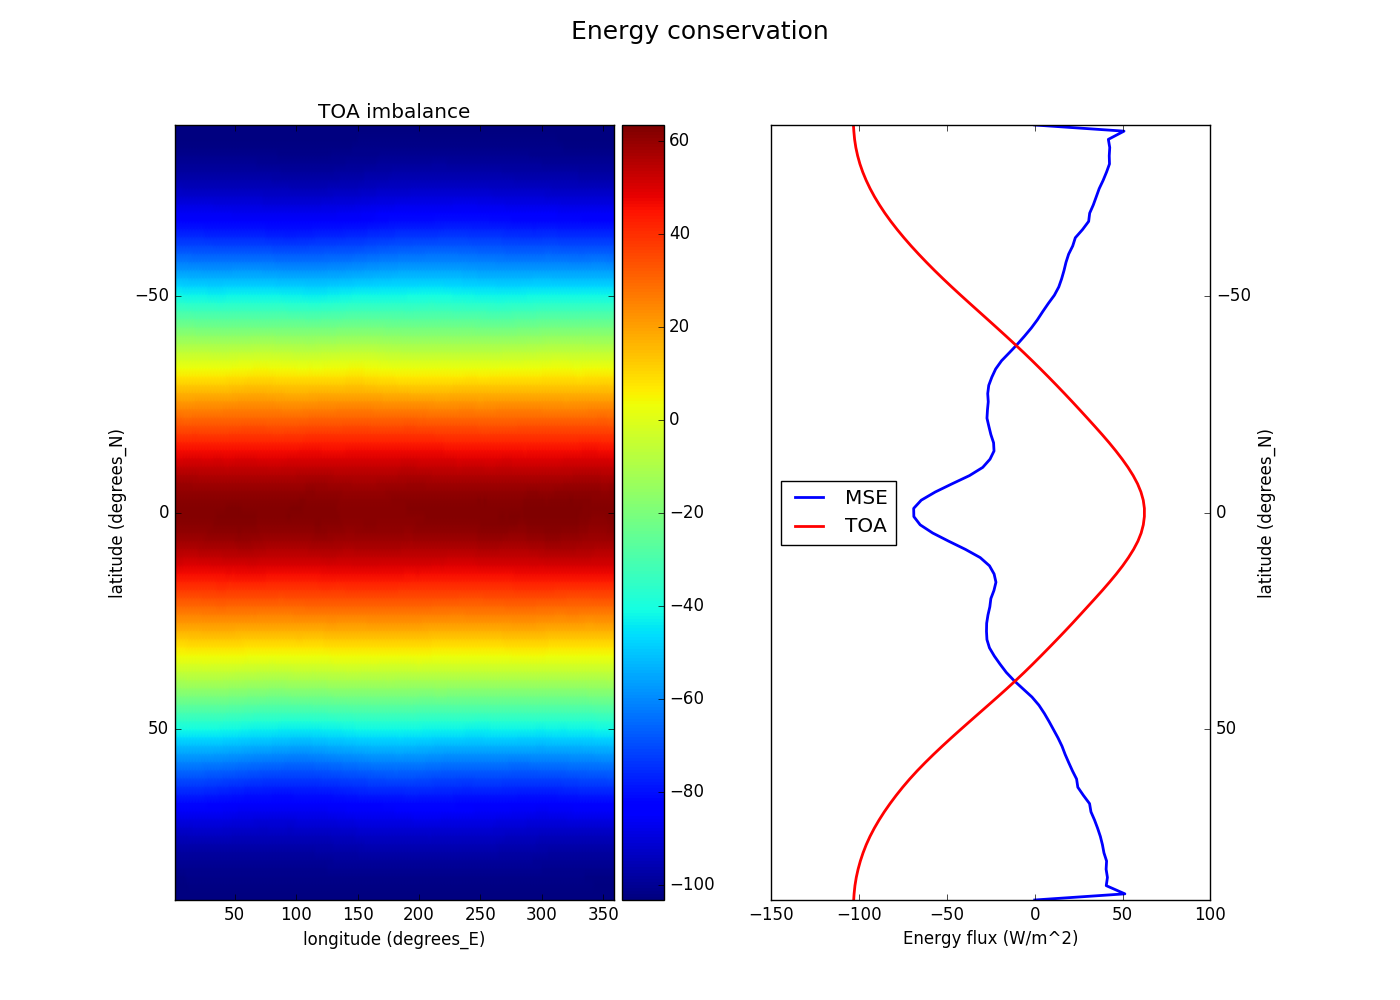 Energy conservation
TOA imbalance
latitude (degrees_N)
−50
0
50
50 100 150 200 250 300 350
longitude (degrees_E)
60
40
20
0
−20
−40
−60
−80
−100
MSE
TOA
−150 −100 −50 0 50 100
Energy flux (W/m^2)
−50
0
50
latitude (degrees_N)